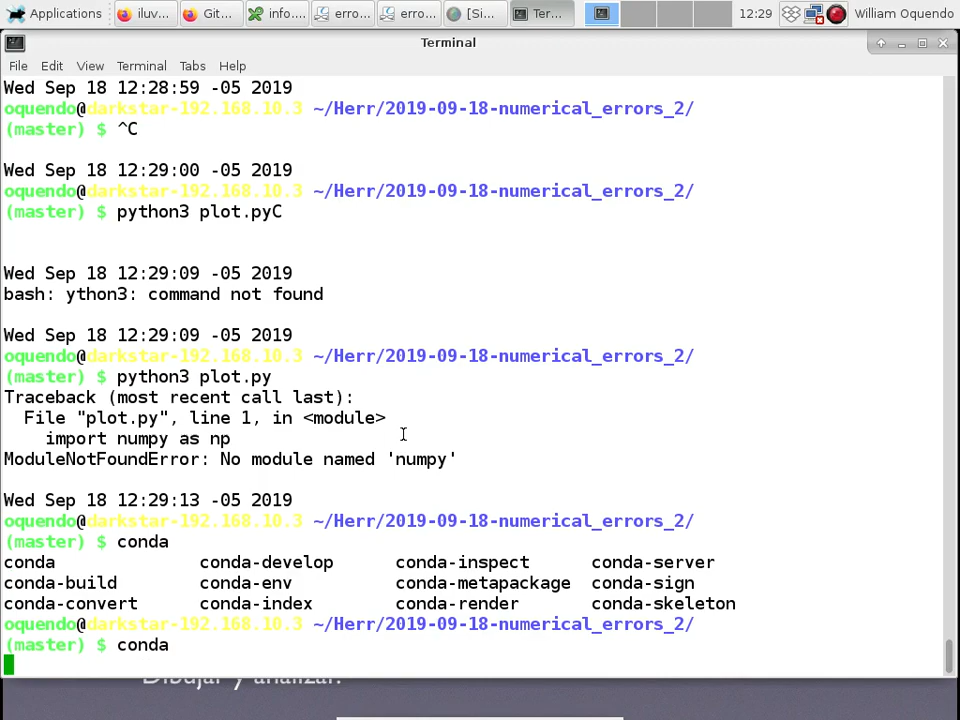 Applications iluv... Git... info.... erro... erro... [Si... Ter... 12:29 William Oquendo
Terminal
File Edit View Terminal Tabs Help
Wed Sep 18 12:28:59 -05 2019
oquendo@darkstar-192.168.10.3 ~/Herr/2019-09-18-numerical_errors_2/
(master) $ ^C
Wed Sep 18 12:29:00 -05 2019
oquendo@darkstar-192.168.10.3 ~/Herr/2019-09-18-numerical_errors_2/
(master) $ python3 plot.pyC
Wed Sep 18 12:29:09 -05 2019
bash: ython3: command not found
Wed Sep 18 12:29:09 -05 2019
oquendo@darkstar-192.168.10.3 ~/Herr/2019-09-18-numerical_errors_2/
(master) $ python3 plot.py
Traceback (most recent call last):
  File "plot.py", line 1, in <module>
    import numpy as np
ModuleNotFoundError: No module named 'numpy'
Wed Sep 18 12:29:13 -05 2019
oquendo@darkstar-192.168.10.3 ~/Herr/2019-09-18-numerical_errors_2/
(master) $ conda
conda conda-develop conda-inspect conda-server
conda-build conda-env conda-metapackage conda-sign
conda-convert conda-index conda-render conda-skeleton
oquendo@darkstar-192.168.10.3 ~/Herr/2019-09-18-numerical_errors_2/
(master) $ conda
Dibujar y analizar.